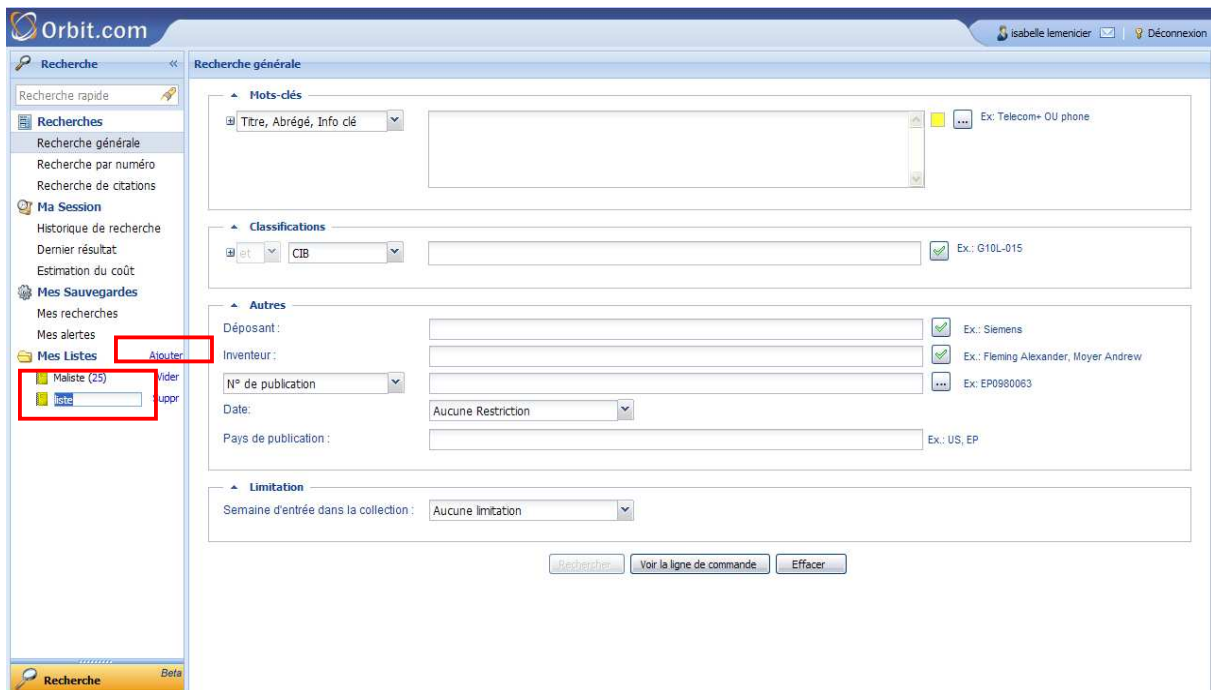 Orbit.com
isabelle lemenicier | Déconnexion
Recherche «
Recherche générale
Recherche rapide
Recherches
Recherche générale
Recherche par numéro
Recherche de citations
Ma Session
Historique de recherche
Dernier résultat
Estimation du coût
Mes Sauvegardes
Mes recherches
Mes alertes
Mes Listes Ajouter
Maliste (25) Vider
liste Suppr
Mots-clés
Titre, Abrégé, Info clé ... Ex: Telecom+ OU phone
Classifications
et CIB Ex.: G10L-015
Autres
Déposant : Ex.: Siemens
Inventeur : Ex.: Fleming Alexander, Moyer Andrew
N° de publication ... Ex: EP0980063
Date: Aucune Restriction
Pays de publication : Ex.: US, EP
Limitation
Semaine d'entrée dans la collection : Aucune limitation
Rechercher Voir la ligne de commande Effacer
Recherche Beta